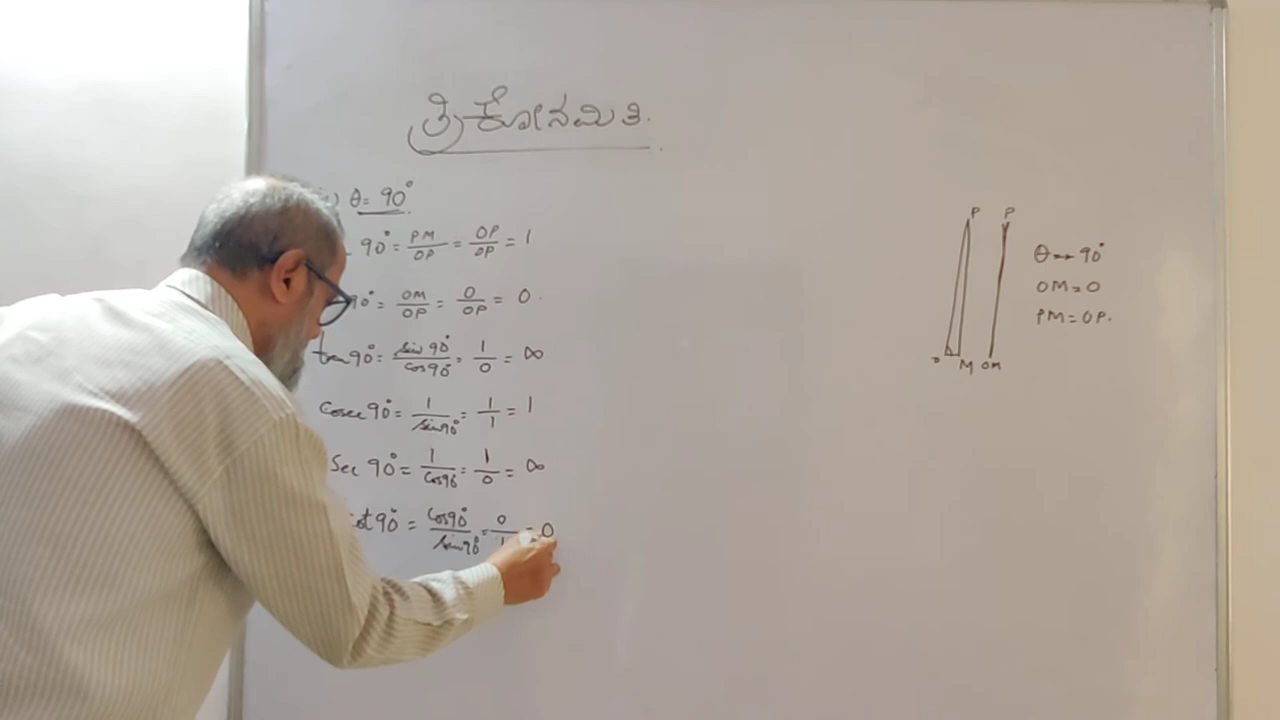 ತ್ರಿಕೋನಮಿತಿ.
) θ = 90°
90° = PM/OP = OP/OP = 1
90° = OM/OP = 0/OP = 0.
tan 90° = sin 90°/cos 90° = 1/0 = ∞
Cosec 90° = 1/sin 90° = 1/1 = 1
Sec 90° = 1/Cos 90° = 1/0 = ∞
ot 90° = Cos 90°/sin 90° = 0/1 = 0
P P
θ → 90°
OM = 0
PM = OP.
O M OM